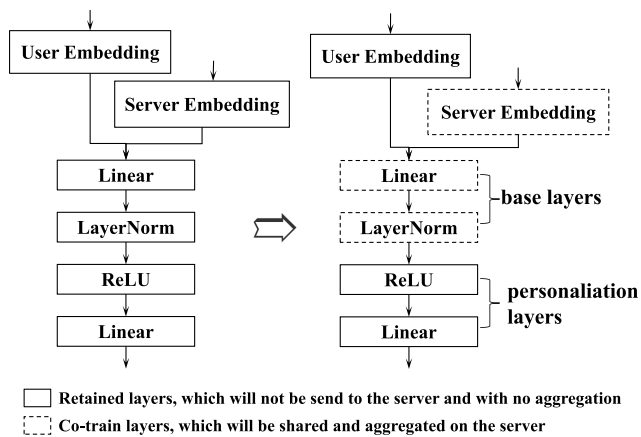 User Embedding
Server Embedding
Linear
LayerNorm
ReLU
Linear
User Embedding
Server Embedding
Linear
LayerNorm
base layers
ReLU
Linear
personaliation
layers
Retained layers, which will not be send to the server and with no aggregation
Co-train layers, which will be shared and aggregated on the server